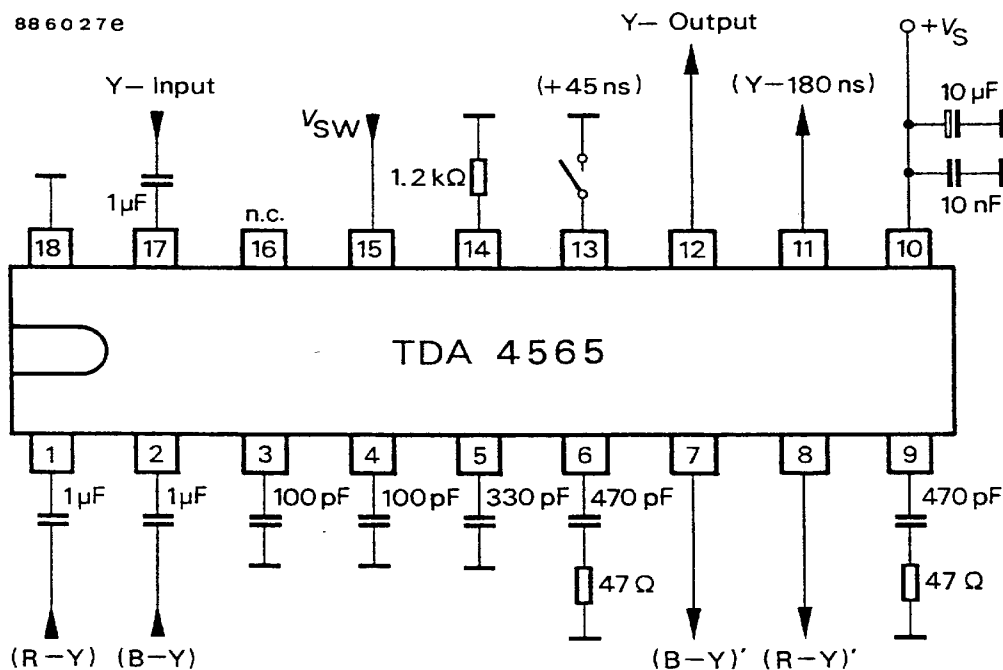 886027e
Y– Input
1µF
V_SW
n.c.
1.2 kΩ
(+45 ns)
Y– Output
(Y–180 ns)
+V_S
10 µF
10 nF
18 17 16 15 14 13 12 11 10
TDA 4565
1 2 3 4 5 6 7 8 9
1µF 1µF 100 pF 100 pF 330 pF 470 pF 470 pF
47 Ω 47 Ω
(R–Y) (B–Y) (B–Y)' (R–Y)'